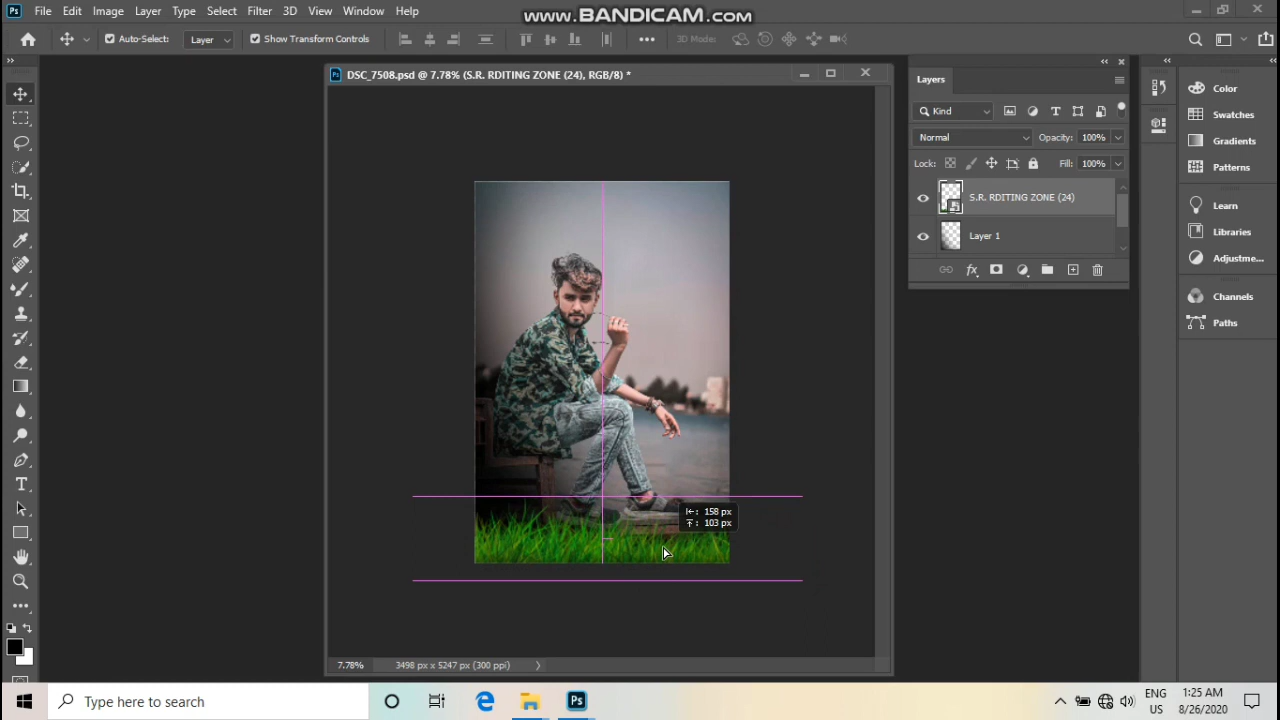 Ps File Edit Image Layer Type Select Filter 3D View Window Help
www.BANDICAM.com
Auto-Select: Layer Show Transform Controls 3D Mode:
Ps DSC_7508.psd @ 7.78% (S.R. RDITING ZONE (24), RGB/8) *
Layers
Kind
Normal Opacity: 100%
Lock: Fill: 100%
S.R. RDITING ZONE (24)
Layer 1
fx
Color
Swatches
Gradients
Patterns
Learn
Libraries
Adjustme...
Channels
Paths
158 px
103 px
7.78% 3498 px x 5247 px (300 ppi)
Type here to search
Ps
ENG
US
1:25 AM
8/26/2020